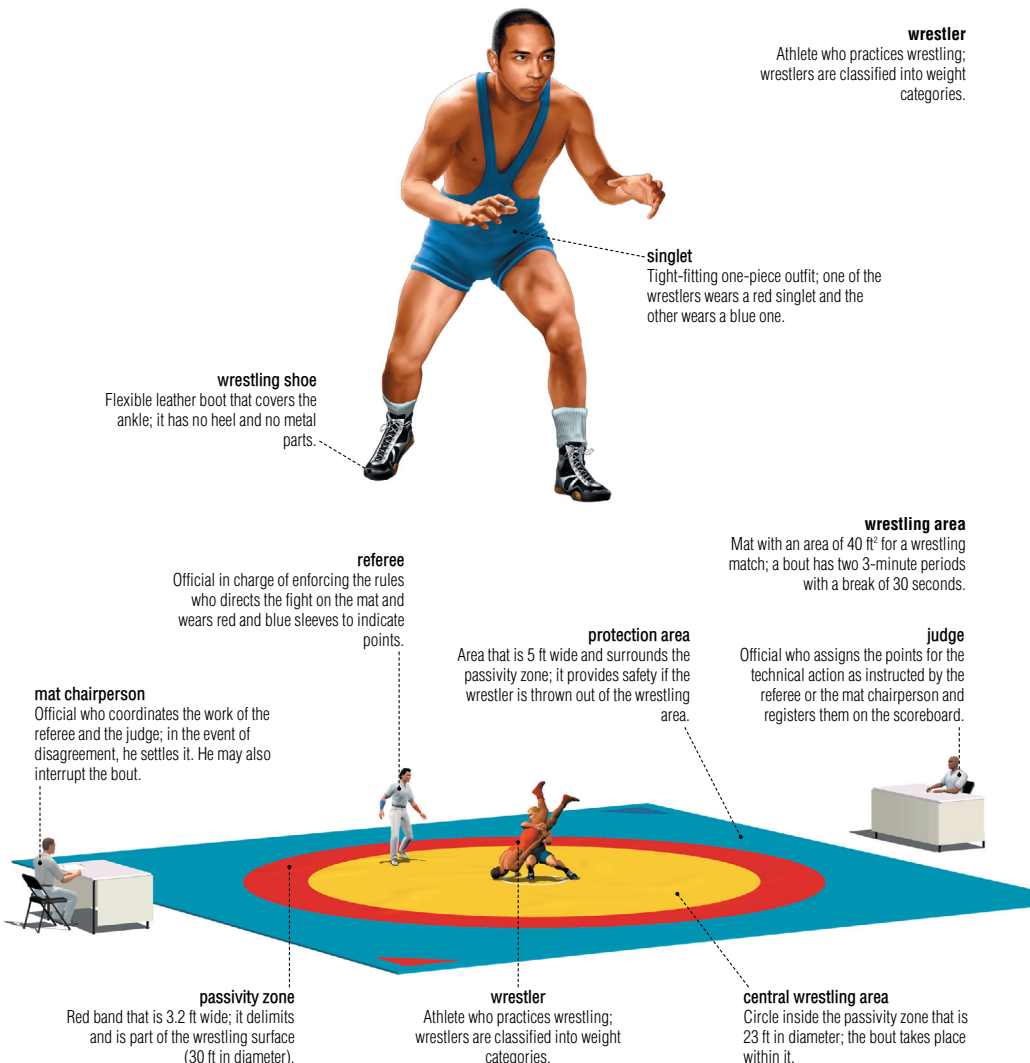 wrestler
Athlete who practices wrestling;
wrestlers are classified into weight
categories.
singlet
Tight-fitting one-piece outfit; one of the
wrestlers wears a red singlet and the
other wears a blue one.
wrestling shoe
Flexible leather boot that covers the
ankle; it has no heel and no metal
parts.
wrestling area
Mat with an area of 40 ft² for a wrestling
match; a bout has two 3-minute periods
with a break of 30 seconds.
referee
Official in charge of enforcing the rules
who directs the fight on the mat and
wears red and blue sleeves to indicate
points.
protection area
Area that is 5 ft wide and surrounds the
passivity zone; it provides safety if the
wrestler is thrown out of the wrestling
area.
judge
Official who assigns the points for the
technical action as instructed by the
referee or the mat chairperson and
registers them on the scoreboard.
mat chairperson
Official who coordinates the work of the
referee and the judge; in the event of
disagreement, he settles it. He may also
interrupt the bout.
passivity zone
Red band that is 3.2 ft wide; it delimits
and is part of the wrestling surface
(30 ft in diameter).
wrestler
Athlete who practices wrestling;
wrestlers are classified into weight
categories.
central wrestling area
Circle inside the passivity zone that is
23 ft in diameter; the bout takes place
within it.